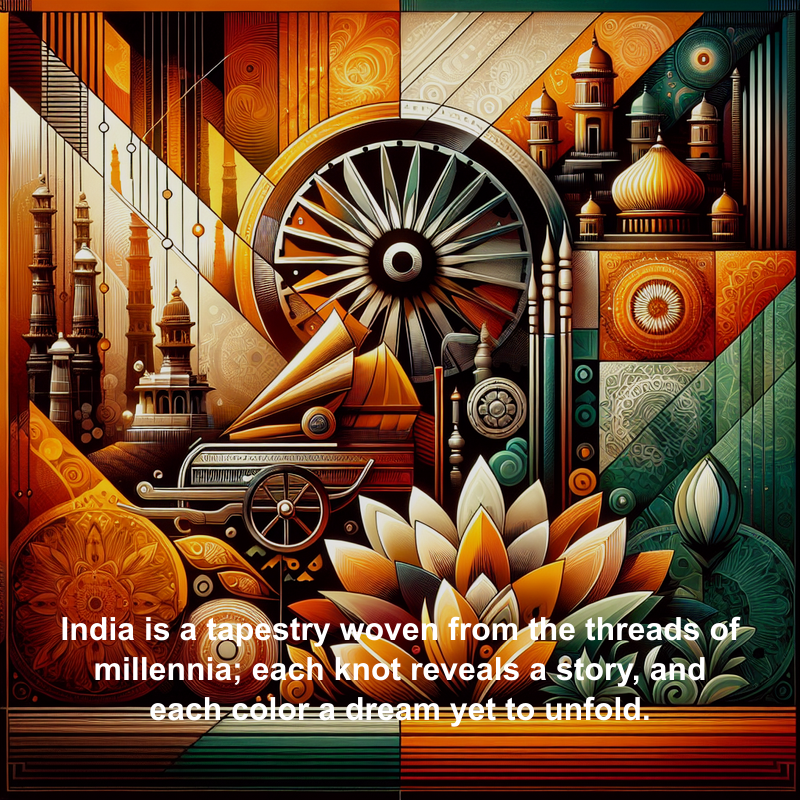 India is a tapestry woven from the threads of
millennia; each knot reveals a story, and
each color a dream yet to unfold.